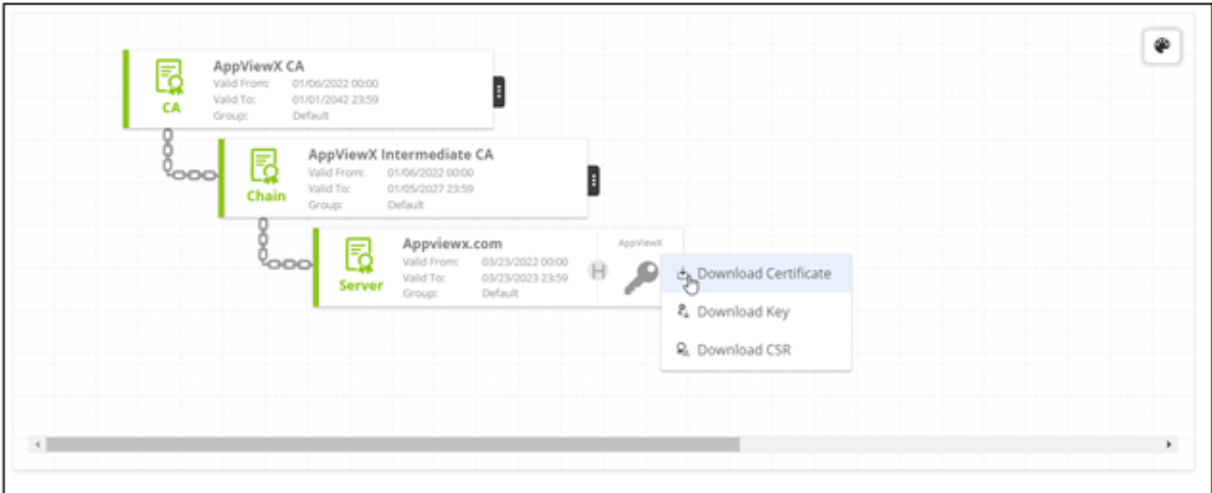 AppViewX CA
Valid From: 01/06/2022 00:00
Valid To: 01/01/2042 23:59
Group: Default
CA
AppViewX Intermediate CA
Valid From: 01/06/2022 00:00
Valid To: 01/05/2027 23:59
Group: Default
Chain
Appviewx.com
Valid From: 03/23/2022 00:00
Valid To: 03/23/2023 23:59
Group: Default
Server
H
AppViewX
Download Certificate
Download Key
Download CSR